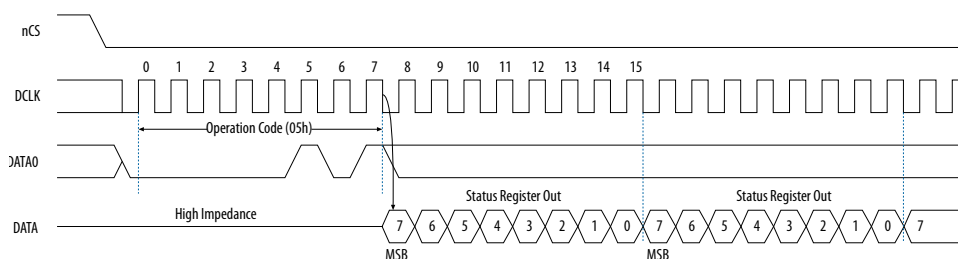 nCS
0 1 2 3 4 5 6 7 8 9 10 11 12 13 14 15
DCLK
Operation Code (05h)
DATA0
Status Register Out Status Register Out
High Impedance
DATA 7 6 5 4 3 2 1 0 7 6 5 4 3 2 1 0 7
MSB MSB